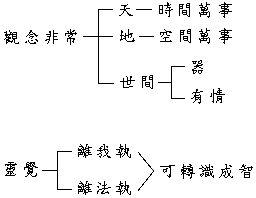 觀念非常
天 時間萬事
地 空間萬事
世間
器
有情
靈覺
離我執
離法執
可轉識成智